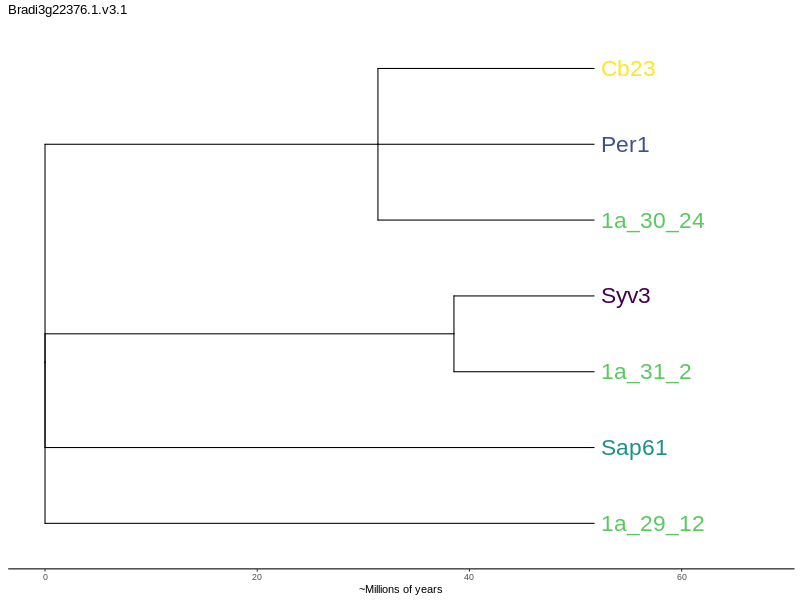 Bradi3g22376.1.v3.1
Cb23
Per1
1a_30_24
Syv3
1a_31_2
Sap61
1a_29_12
0 20 40 60
~Millions of years